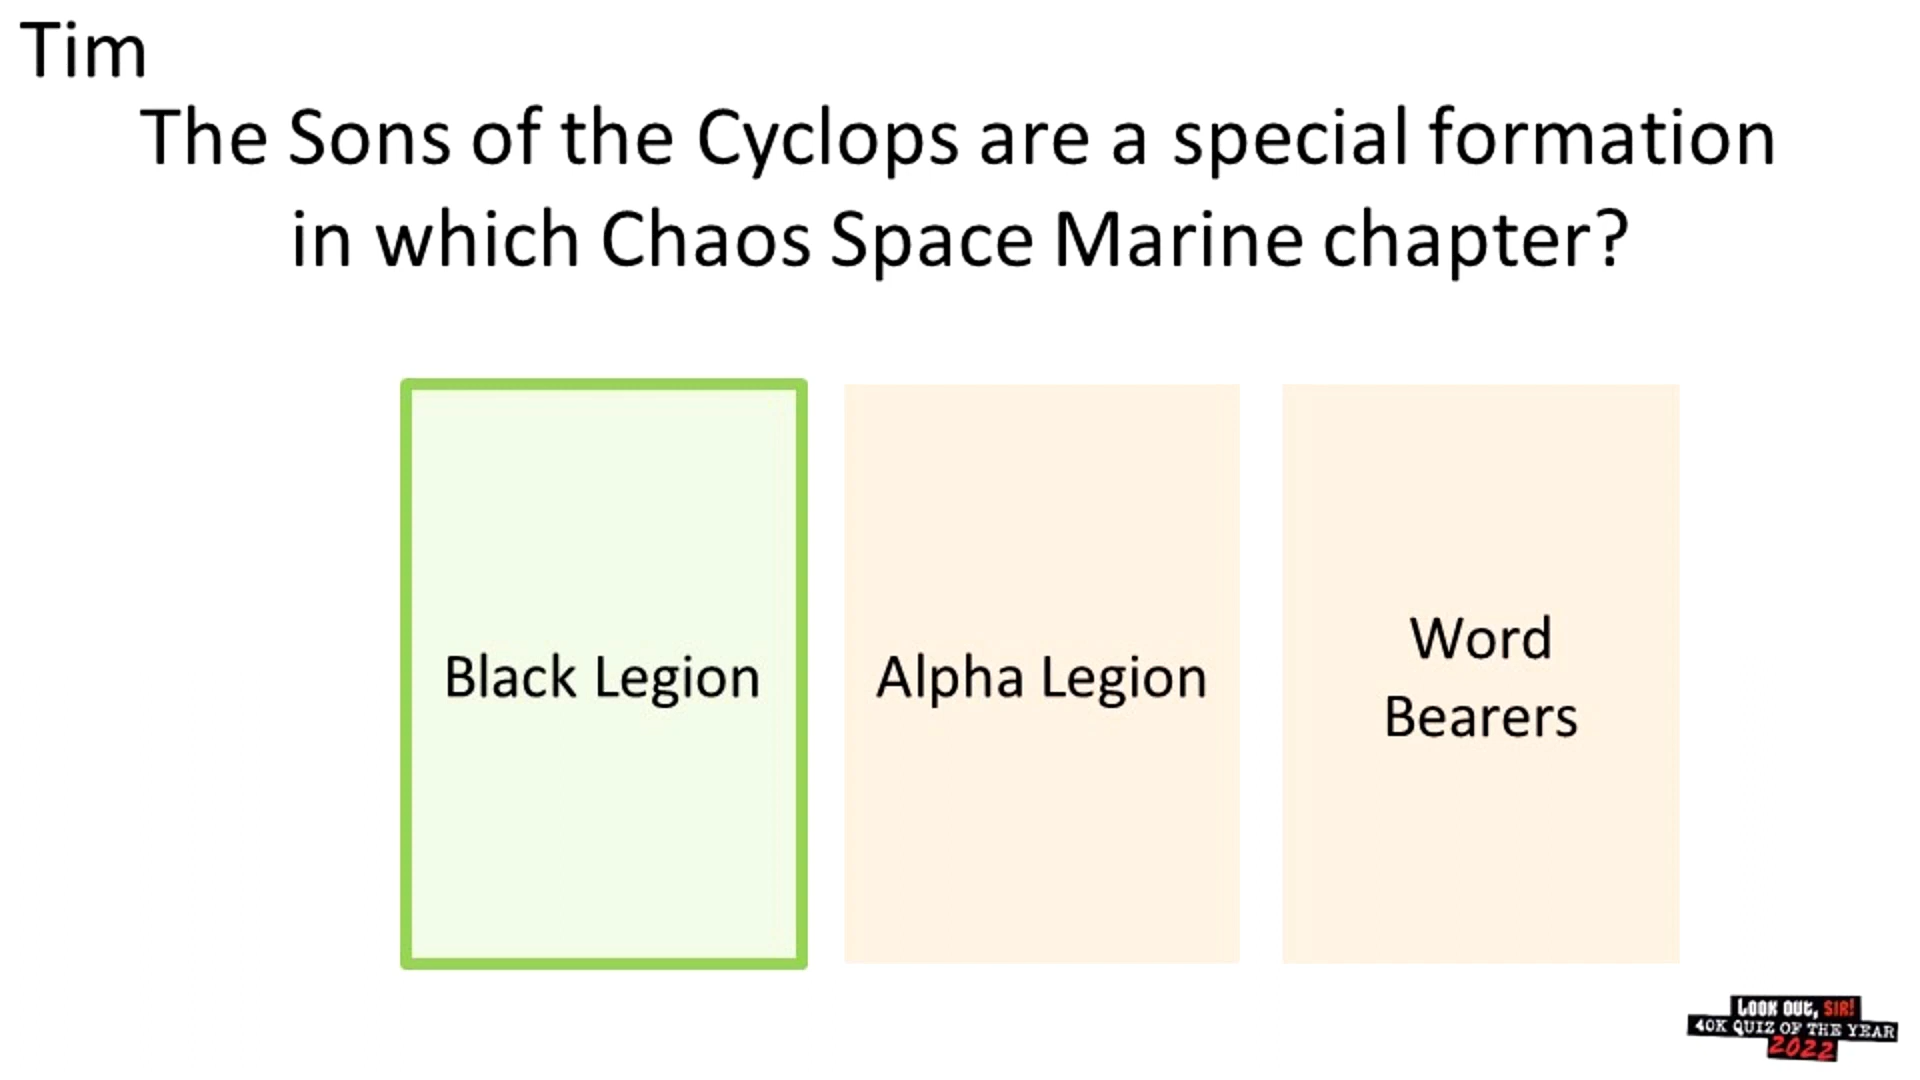 Tim
The Sons of the Cyclops are a special formation
in which Chaos Space Marine chapter?
Black Legion
Alpha Legion
Word
Bearers
LOOK OUT, SIR!
40K QUIZ OF THE YEAR
2022